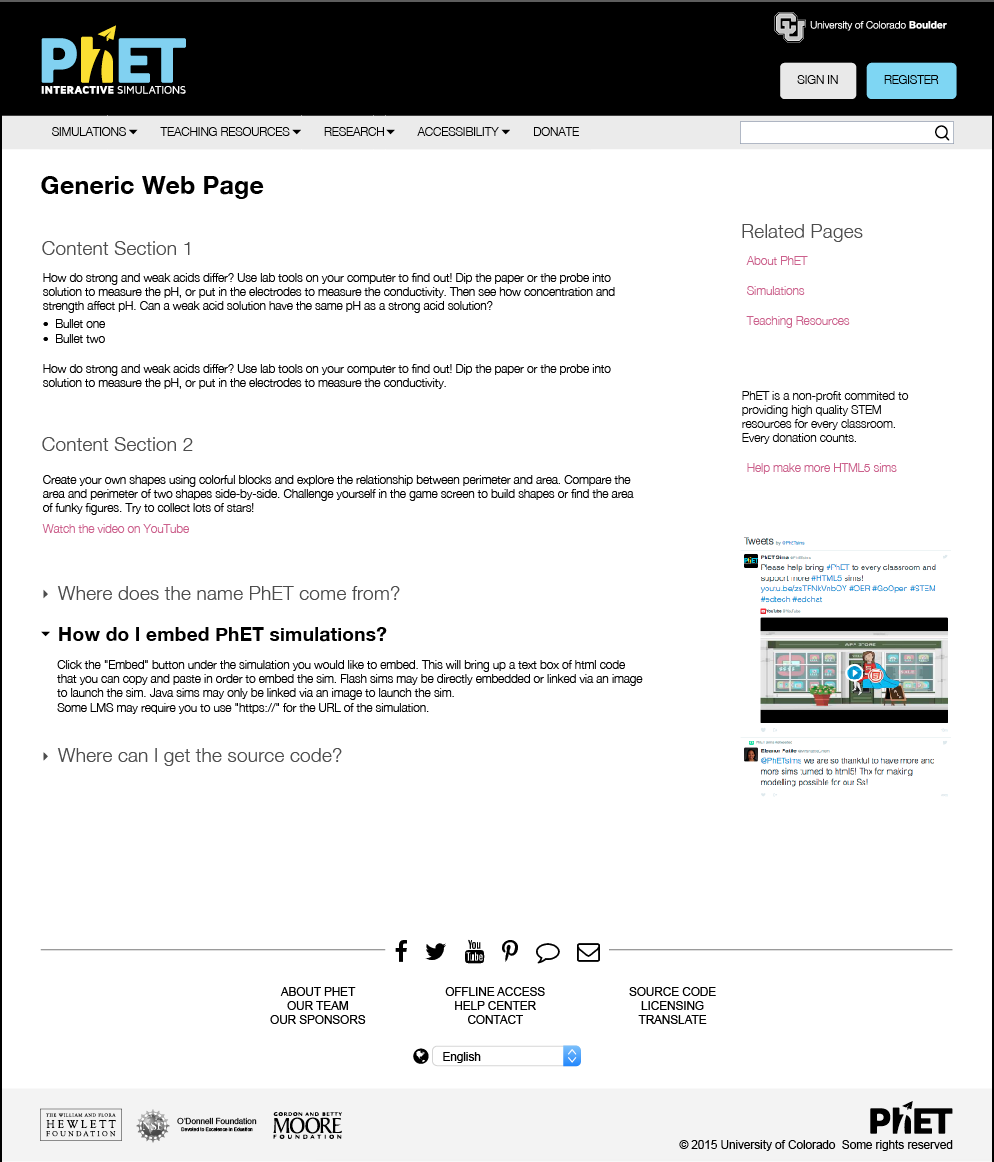 University of Colorado Boulder
PhET
INTERACTIVE SIMULATIONS
SIGN IN
REGISTER
SIMULATIONS
TEACHING RESOURCES
RESEARCH
ACCESSIBILITY
DONATE
Generic Web Page
Content Section 1
How do strong and weak acids differ? Use lab tools on your computer to find out! Dip the paper or the probe into
solution to measure the pH, or put in the electrodes to measure the conductivity. Then see how concentration and
strength affect pH. Can a weak acid solution have the same pH as a strong acid solution?
• Bullet one
• Bullet two
How do strong and weak acids differ? Use lab tools on your computer to find out! Dip the paper or the probe into
solution to measure the pH, or put in the electrodes to measure the conductivity.
Content Section 2
Create your own shapes using colorful blocks and explore the relationship between perimeter and area. Compare the
area and perimeter of two shapes side-by-side. Challenge yourself in the game screen to build shapes or find the area
of funky figures. Try to collect lots of stars!
Watch the video on YouTube
Where does the name PhET come from?
How do I embed PhET simulations?
Click the "Embed" button under the simulation you would like to embed. This will bring up a text box of html code
that you can copy and paste in order to embed the sim. Flash sims may be directly embedded or linked via an image
to launch the sim. Java sims may only be linked via an image to launch the sim.
Some LMS may require you to use "https://" for the URL of the simulation.
Where can I get the source code?
Related Pages
About PhET
Simulations
Teaching Resources
PhET is a non-profit commited to
providing high quality STEM
resources for every classroom.
Every donation counts.
Help make more HTML5 sims
Tweets by @PhETsims
PhET Sims @PhETsims
Please help bring #PhET to every classroom and
support more #HTML5 sims!
#OER #GoOpen #STEM
#edtech #edchat
YouTube @YouTube
APP STORE
@PhETsims we are so thankful to have more and
more sims turned to html5! Thx for making
modelling possible for our Ss!
You Tube
ABOUT PHET
OUR TEAM
OUR SPONSORS
OFFLINE ACCESS
HELP CENTER
CONTACT
SOURCE CODE
LICENSING
TRANSLATE
English
THE WILLIAM AND FLORA
HEWLETT
FOUNDATION
NSF
O'Donnell Foundation
Devoted to Excellence in Education
GORDON AND BETTY
MOORE
FOUNDATION
PhET
© 2015 University of Colorado Some rights reserved